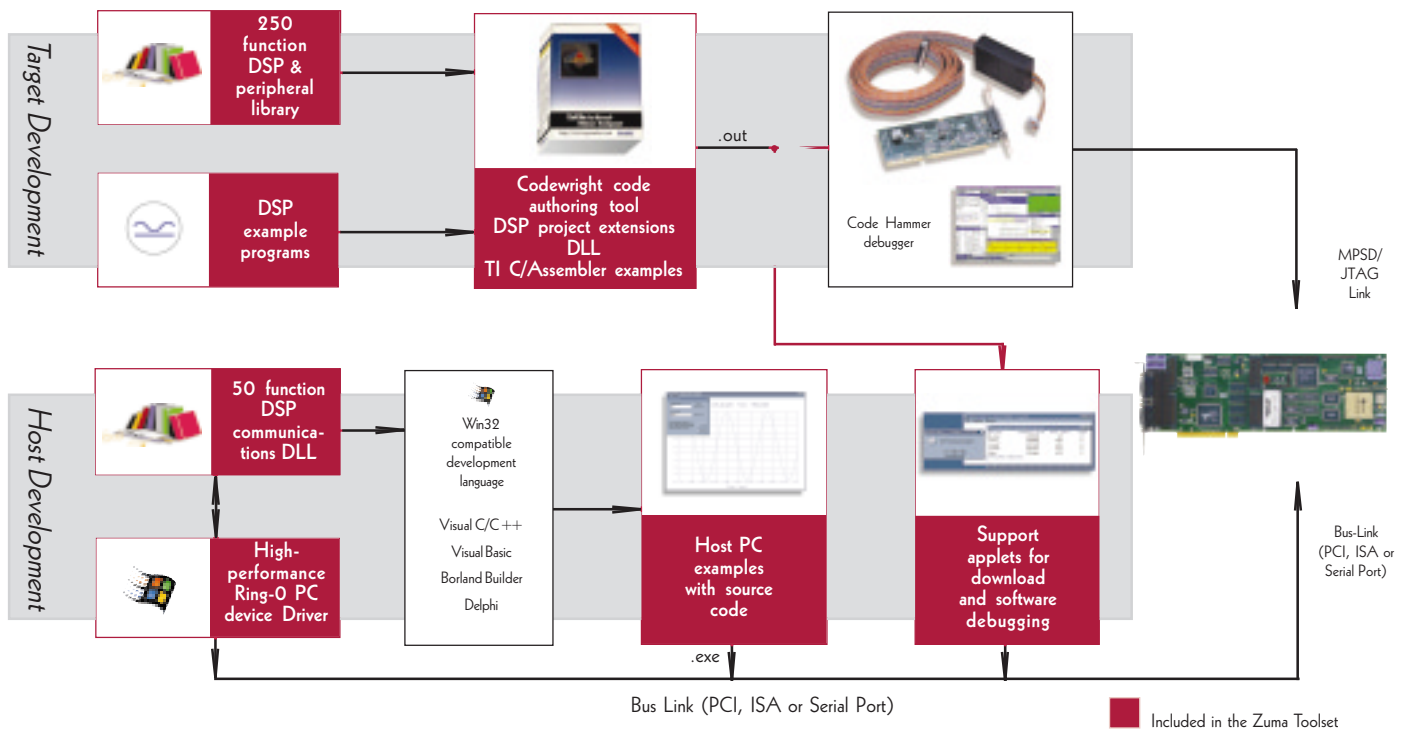 Target Development
250
function
DSP &
peripheral
library
DSP
example
programs
Codewright code
authoring tool
DSP project extensions
DLL
TI C/Assembler examples
.out
Code Hammer
debugger
MPSD/
JTAG
Link
Host Development
50 function
DSP
communica-
tions DLL
High-
performance
Ring-0 PC
device Driver
Win32
compatible
development
language
Visual C/C ++
Visual Basic
Borland Builder
Delphi
Host PC
examples
with source
code
.exe
Support
applets for
download
and software
debugging
Bus-Link
(PCI, ISA or
Serial Port)
Bus Link (PCI, ISA or Serial Port)
Included in the Zuma Toolset